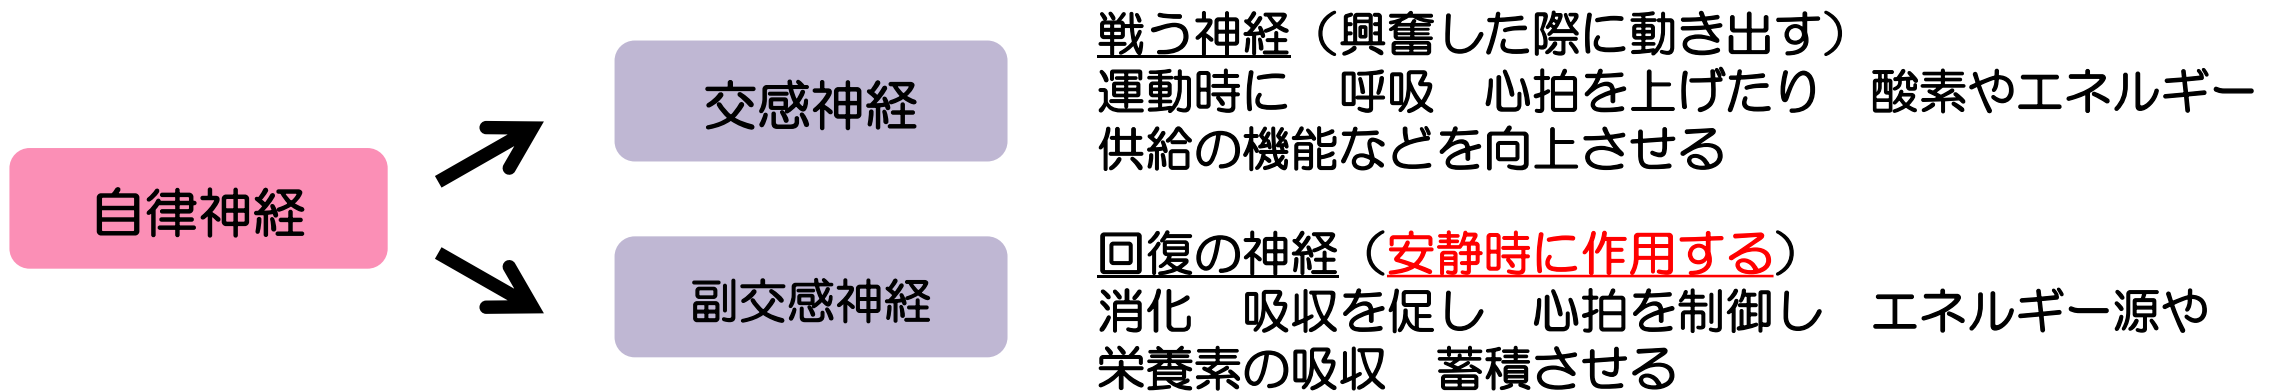 自律神経
交感神経
戦う神経（興奮した際に動き出す）
運動時に　呼吸　心拍を上げたり　酸素やエネルギー
供給の機能などを向上させる
副交感神経
回復の神経（安静時に作用する）
消化　吸収を促し　心拍を制御し　エネルギー源や
栄養素の吸収　蓄積させる